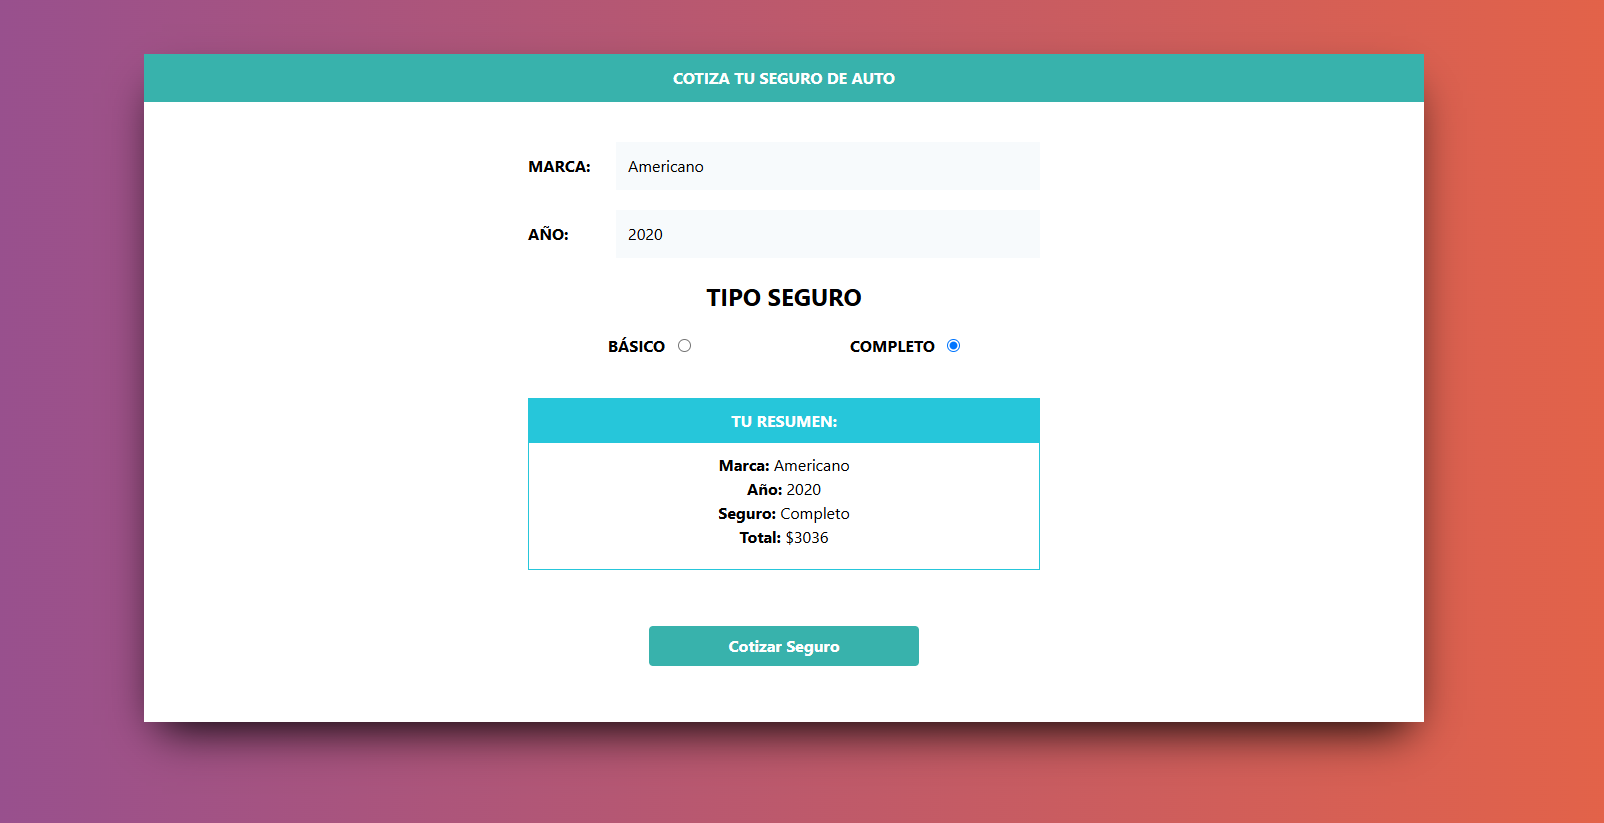 COTIZA TU SEGURO DE AUTO
MARCA: Americano
AÑO: 2020
TIPO SEGURO
BÁSICO COMPLETO
TU RESUMEN:
Marca: Americano
Año: 2020
Seguro: Completo
Total: $3036
Cotizar Seguro